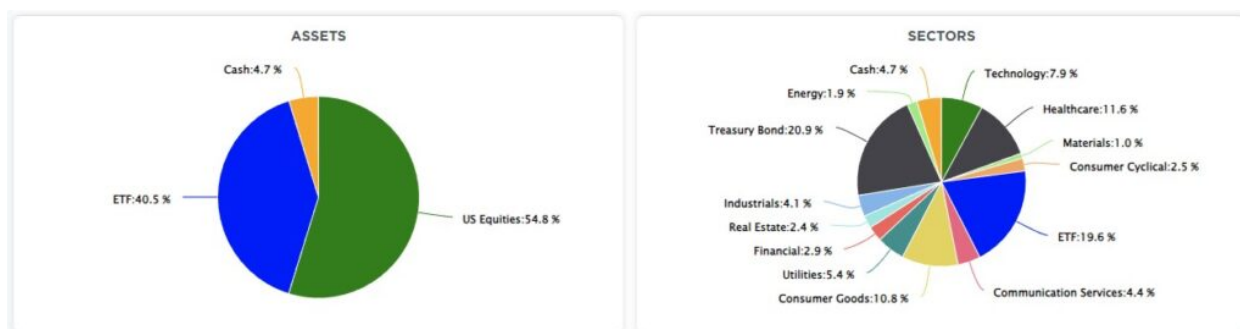 ASSETS
Cash:4.7 %
ETF:40.5 %
US Equities:54.8 %
SECTORS
Cash:4.7 %
Technology:7.9 %
Energy:1.9 %
Healthcare:11.6 %
Treasury Bond:20.9 %
Materials:1.0 %
Consumer Cyclical:2.5 %
Industrials:4.1 %
Real Estate:2.4 %
ETF:19.6 %
Financial:2.9 %
Utilities:5.4 %
Communication Services:4.4 %
Consumer Goods:10.8 %